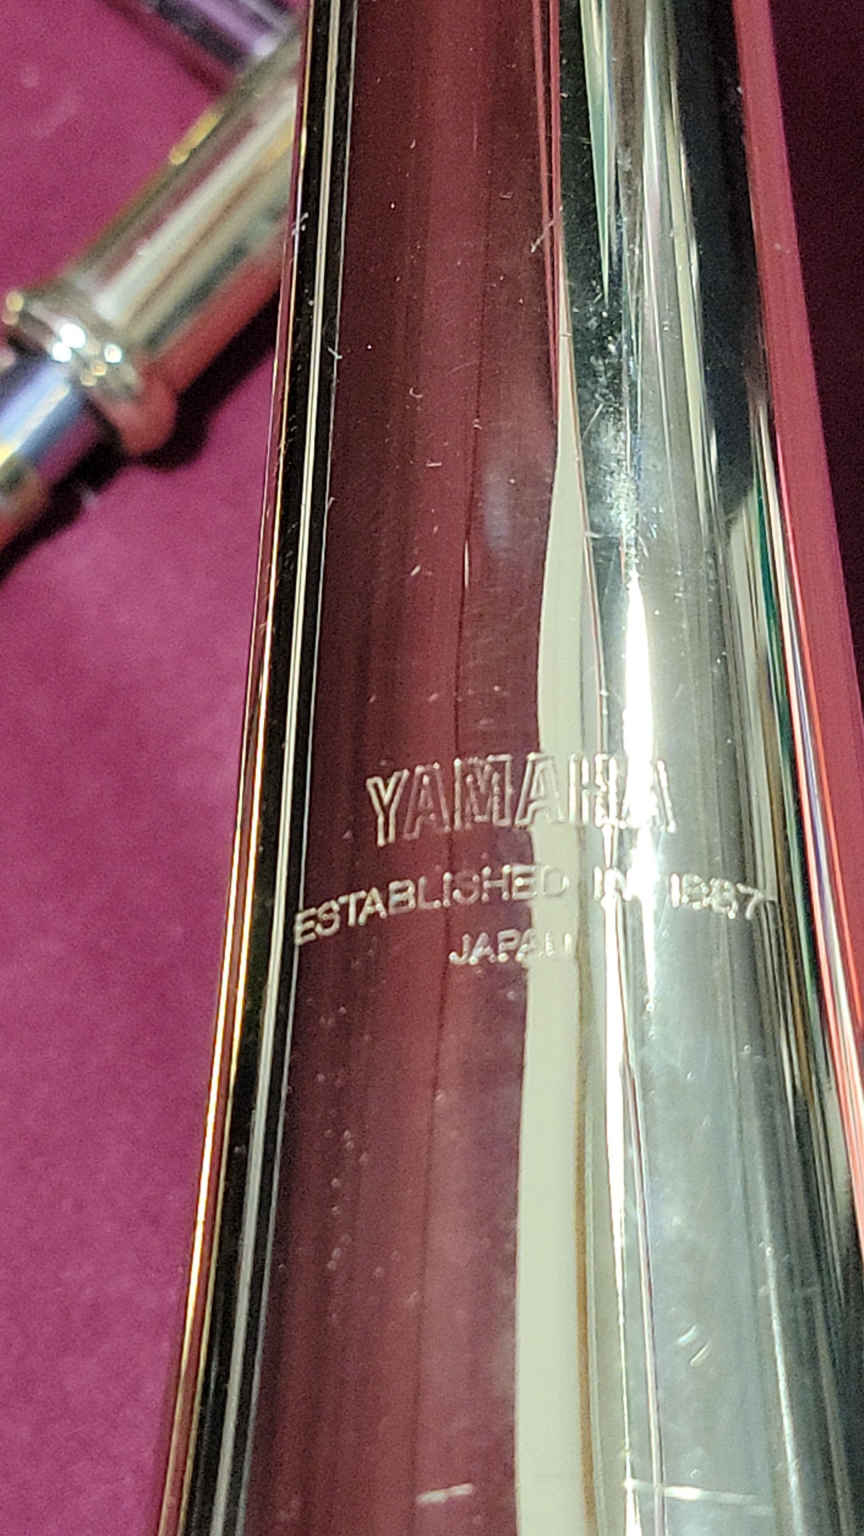 YAMAHA
ESTABLISHED IN 1887
JAPAN